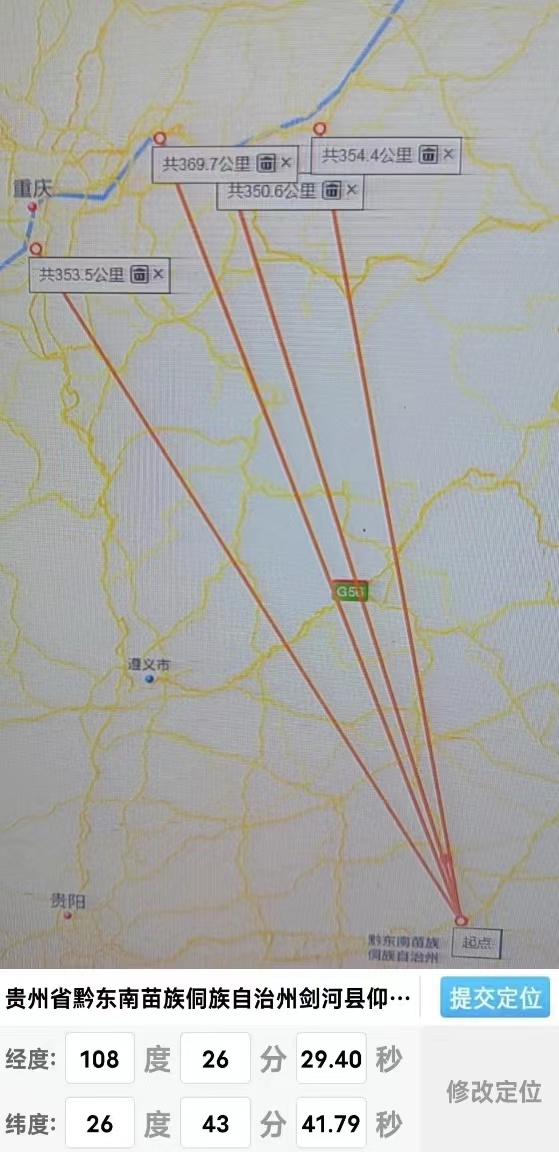 共369.7公里
共354.4公里
共350.6公里
重庆
共353.5公里
G56
遵义市
贵阳
黔东南苗族
侗族自治州
起点
贵州省黔东南苗族侗族自治州剑河县仰…
提交定位
经度: 108 度 26 分 29.40 秒
修改定位
纬度: 26 度 43 分 41.79 秒